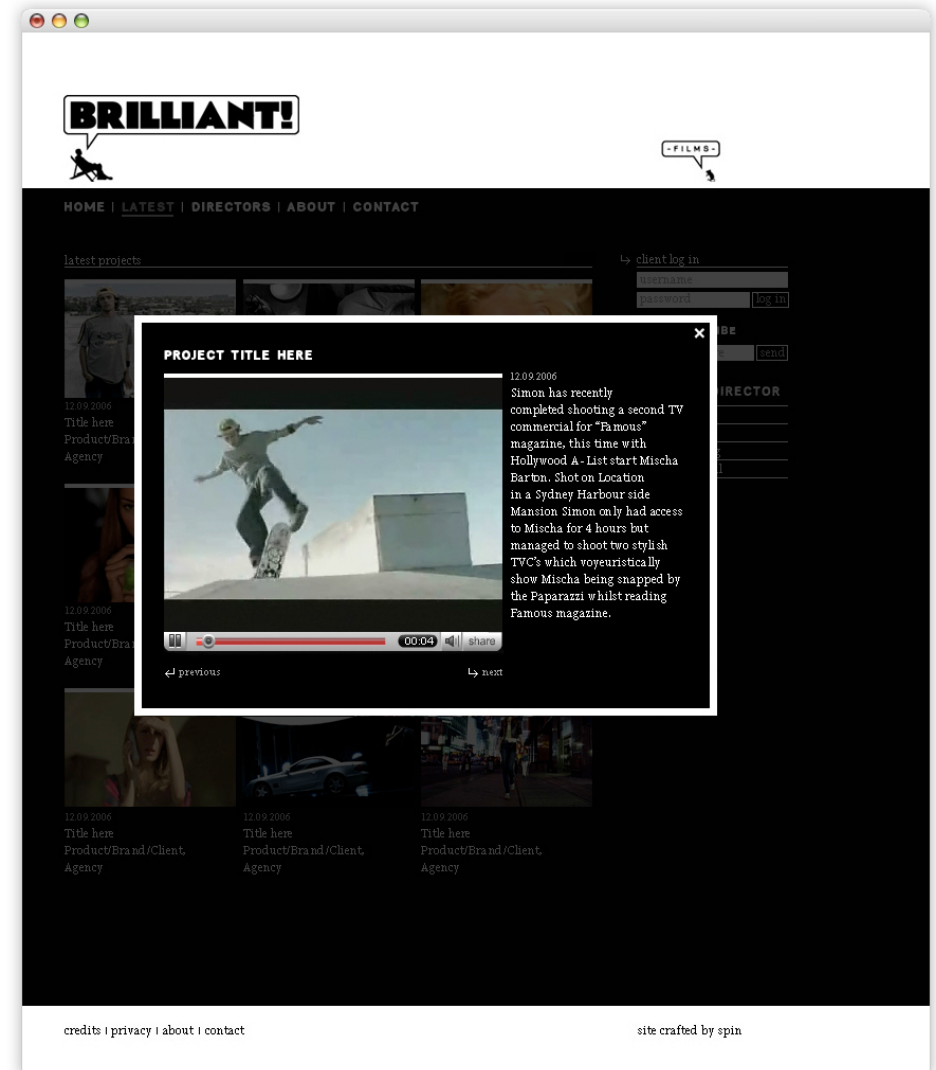 BRILLIANT!
-FILMS-
HOME | LATEST | DIRECTORS | ABOUT | CONTACT
latest projects
client log in
username
password
log in
send
IRECTOR
PROJECT TITLE HERE
12.09.2006
Simon has recently
completed shooting a second TV
commercial for “Famous”
magazine, this time with
Hollywood A-List start Mischa
Barton. Shot on Location
in a Sydney Harbour side
Mansion Simon only had access
to Mischa for 4 hours but
managed to shoot two stylish
TVC's which voyeuristically
show Mischa being snapped by
the Paparazzi whilst reading
Famous magazine.
00:04
share
previous
next
12.09.2006
Title here
Product/Bran
Agency
12.09.2006
Title here
Product/Bra
Agency
12.09.2006
Title here
Product/Brand/Client,
Agency
12.09.2006
Title here
Product/Brand/Client,
Agency
12.09.2006
Title here
Product/Brand/Client,
Agency
credits | privacy | about | contact
site crafted by spin